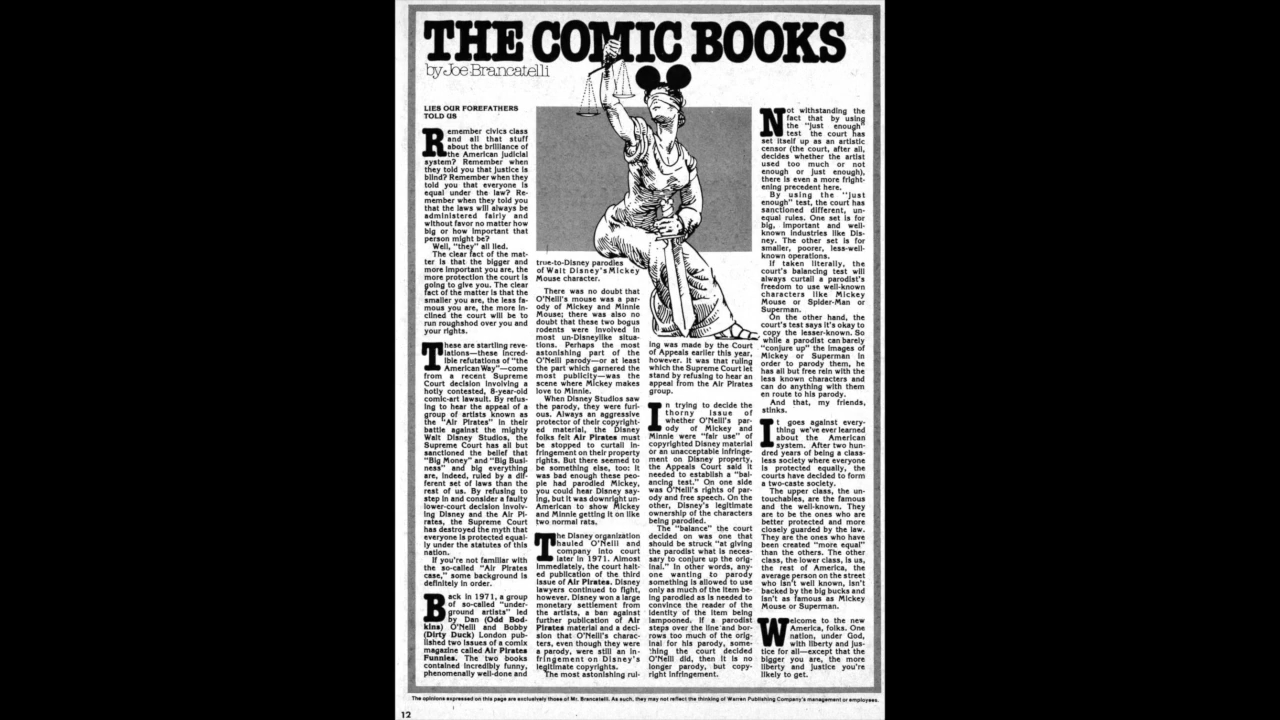 THE COMIC BOOKS
by Joe Brancatelli
LIES OUR FOREFATHERS
TOLD US
Remember civics class
and all that stuff
about the brilliance of
the American judicial
system? Remember when
they told you that justice is
blind? Remember when they
told you that everyone is
equal under the law? Re-
member when they told you
that the laws will always be
administered fairly and
without favor no matter how
big or how important that
person might be?
Well, "they" all lied.
The clear fact of the mat-
ter is that the bigger and
more important you are, the
more protection the court is
going to give you. The clear
fact of the matter is that the
smaller you are, the less fa-
mous you are, the more in-
clined the court will be to
run roughshod over you and
your rights.
These are startling reve-
lations—these incred-
ible refutations of "the
American Way"—come
from a recent Supreme
Court decision involving a
hotly contested, 8-year-old
comic-art lawsuit. By refus-
ing to hear the appeal of a
group of artists known as
the "Air Pirates" in their
battle against the mighty
Walt Disney Studios, the
Supreme Court has all but
sanctioned the belief that
"Big Money" and "Big Busi-
ness" and big everything
are, indeed, ruled by a dif-
ferent set of laws than the
rest of us. By refusing to
step in and consider a faulty
lower-court decision involv-
ing Disney and the Air Pi-
rates, the Supreme Court
has destroyed the myth that
everyone is protected equal-
ly under the statutes of this
nation.
If you're not familiar with
the so-called "Air Pirates
case," some background is
definitely in order.
Back in 1971, a group
of so-called "under-
ground artists" led
by Dan (Odd Bod-
kins) O'Neill and Bobby
(Dirty Duck) London pub-
lished two issues of a comix
magazine called Air Pirates
Funnies. The two books
contained incredibly funny,
phenomenally well-done and
true-to-Disney parodies
of Walt Disney's Mickey
Mouse character.
There was no doubt that
O'Neill's mouse was a par-
ody of Mickey and Minnie
Mouse; there was also no
doubt that these two bogus
rodents were involved in
most un-Disneylike situa-
tions. Perhaps the most
astonishing part of the
O'Neill parody—or at least
the part which garnered the
most publicity—was the
scene where Mickey makes
love to Minnie.
When Disney Studios saw
the parody, they were furi-
ous. Always an aggressive
protector of their copyright-
ed material, the Disney
folks felt Air Pirates must
be stopped to curtail in-
fringement on their property
rights. But there seemed to
be something else, too: It
was bad enough these peo-
ple had parodied Mickey,
you could hear Disney say-
ing, but it was downright un-
American to show Mickey
and Minnie getting it on like
two normal rats.
The Disney organization
hauled O'Neill and
company into court
later in 1971. Almost
immediately, the court halt-
ed publication of the third
issue of Air Pirates. Disney
lawyers continued to fight,
however. Disney won a large
monetary settlement from
the artists, a ban against
further publication of Air
Pirates material and a deci-
sion that O'Neill's charac-
ters, even though they were
a parody, were still an in-
fringement on Disney's
legitimate copyrights.
The most astonishing rul-
ing was made by the Court
of Appeals earlier this year,
however. It was that ruling
which the Supreme Court let
stand by refusing to hear an
appeal from the Air Pirates
group.
In trying to decide the
thorny issue of
whether O'Neill's par-
ody of Mickey and
Minnie were "fair use" of
copyrighted Disney material
or an unacceptable infringe-
ment on Disney property,
the Appeals Court said it
needed to establish a "bal-
ancing test." On one side
was O'Neill's rights of par-
ody and free speech. On the
other, Disney's legitimate
ownership of the characters
being parodied.
The "balance" the court
decided on was one that
should be struck "at giving
the parodist what is neces-
sary to conjure up the orig-
inal." In other words, any-
one wanting to parody
something is allowed to use
only as much of the item be-
ing parodied as is needed to
convince the reader of the
identity of the item being
lampooned. If a parodist
steps over the line and bor-
rows too much of the orig-
inal for his parody, some-
thing the court decided
O'Neill did, then it is no
longer parody, but copy-
right infringement.
Not withstanding the
fact that by using
the "just enough"
test the court has
set itself up as an artistic
censor (the court, after all,
decides whether the artist
used too much or not
enough or just enough),
there is even a more fright-
ening precedent here.
By using the "just
enough" test, the court has
sanctioned different, un-
equal rules. One set is for
big, important and well-
known industries like Dis-
ney. The other set is for
smaller, poorer, less-well-
known operations.
If taken literally, the
court's balancing test will
always curtail a parodist's
freedom to use well-known
characters like Mickey
Mouse or Spider-Man or
Superman.
On the other hand, the
court's test says it's okay to
copy the lesser-known. So
while a parodist can barely
"conjure up" the images of
Mickey or Superman in
order to parody them, he
has all but free rein with the
less known characters and
can do anything with them
en route to his parody.
And that, my friends,
stinks.
It goes against every-
thing we've ever learned
about the American
system. After two hun-
dred years of being a class-
less society where everyone
is protected equally, the
courts have decided to form
a two-caste society.
The upper class, the un-
touchables, are the famous
and the well-known. They
are to be the ones who are
better protected and more
closely guarded by the law.
They are the ones who have
been created "more equal"
than the others. The other
class, the lower class, is us,
the rest of America, the
average person on the street
who isn't well known, isn't
backed by the big bucks and
isn't as famous as Mickey
Mouse or Superman.
Welcome to the new
America, folks. One
nation, under God,
with liberty and jus-
tice for all—except that the
bigger you are, the more
liberty and justice you're
likely to get.
The opinions expressed on this page are exclusively those of Mr. Brancatelli. As such, they may not reflect the thinking of Warren Publishing Company's management or employees.
12